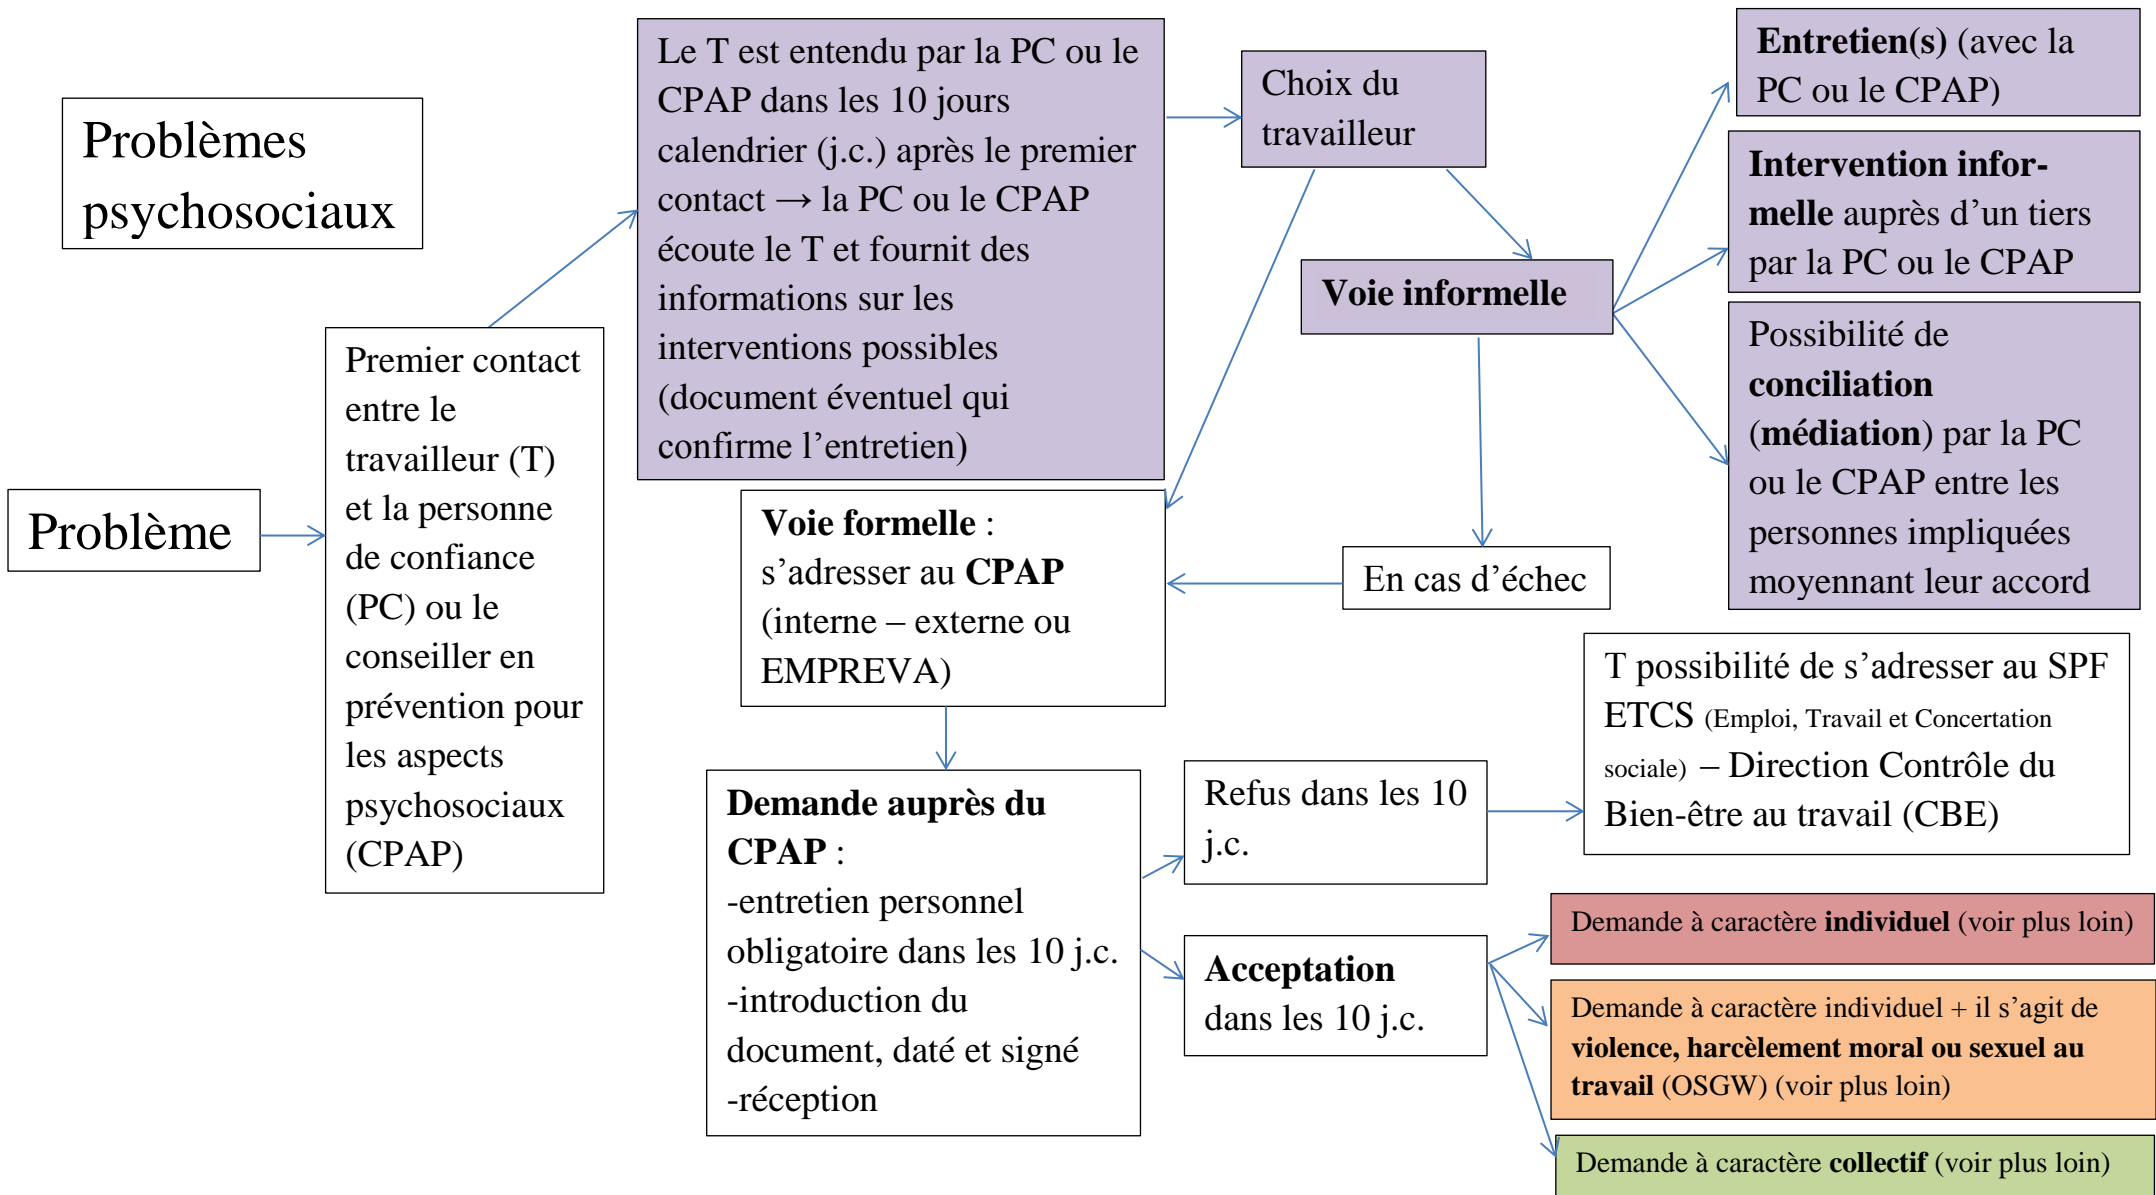 Problèmes
psychosociaux
Problème
Premier contact
entre le
travailleur (T)
et la personne
de confiance
(PC) ou le
conseiller en
prévention pour
les aspects
psychosociaux
(CPAP)
Le T est entendu par la PC ou le
CPAP dans les 10 jours
calendrier (j.c.) après le premier
contact → la PC ou le CPAP
écoute le T et fournit des
informations sur les
interventions possibles
(document éventuel qui
confirme l’entretien)
Choix du
travailleur
Voie informelle
Entretien(s) (avec la
PC ou le CPAP)
Intervention infor-
melle auprès d’un tiers
par la PC ou le CPAP
Possibilité de
conciliation
(médiation) par la PC
ou le CPAP entre les
personnes impliquées
moyennant leur accord
En cas d’échec
Voie formelle :
s’adresser au CPAP
(interne – externe ou
EMPREVA)
Demande auprès du
CPAP :
-entretien personnel
obligatoire dans les 10 j.c.
-introduction du
document, daté et signé
-réception
Refus dans les 10
j.c.
T possibilité de s’adresser au SPF
ETCS (Emploi, Travail et Concertation
sociale) – Direction Contrôle du
Bien-être au travail (CBE)
Acceptation
dans les 10 j.c.
Demande à caractère individuel (voir plus loin)
Demande à caractère individuel + il s’agit de
violence, harcèlement moral ou sexuel au
travail (OSGW) (voir plus loin)
Demande à caractère collectif (voir plus loin)